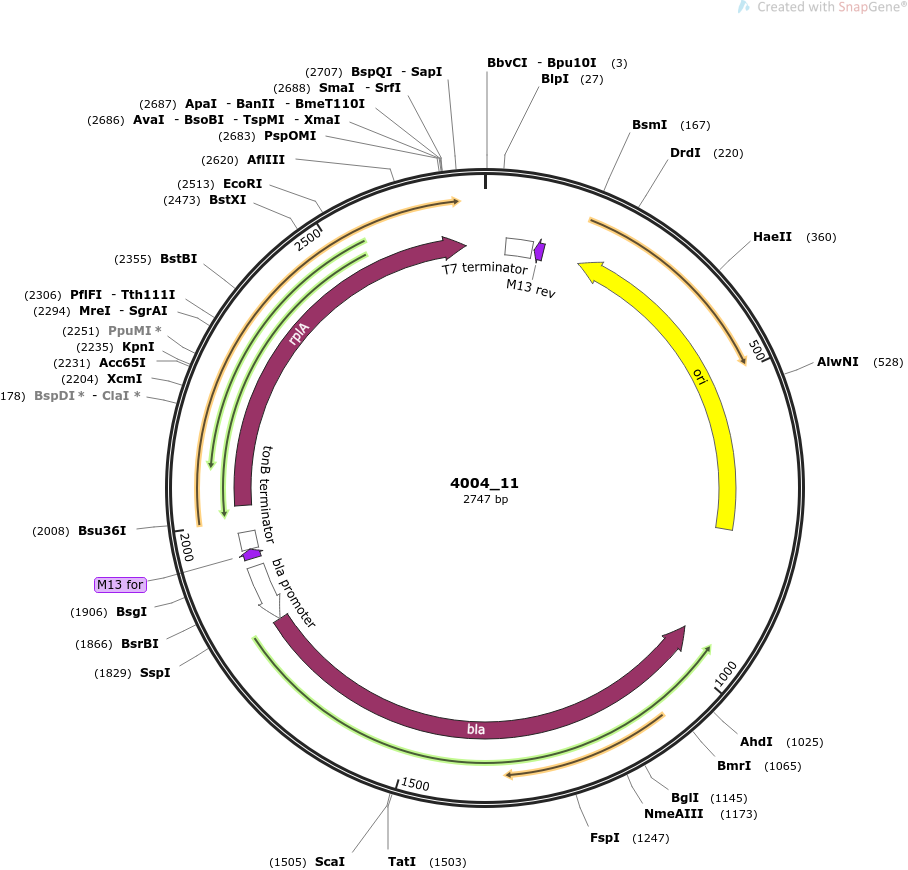 Created with SnapGene®
(2707) BspQI - SapI
(2688) SmaI - SrfI
(2687) ApaI - BanII - BmeT110I
(2686) AvaI - BsoBI - TspMI - XmaI
(2683) PspOMI
(2620) AflIII
(2513) EcoRI
(2473) BstXI
(2355) BstBI
(2306) PflFI - Tth111I
(2294) MreI - SgrAI
(2251) PpuMI *
(2235) KpnI
(2231) Acc65I
(2204) XcmI
178) BspDI * - ClaI *
(2008) Bsu36I
M13 for
(1906) BsgI
(1866) BsrBI
(1829) SspI
(1505) ScaI
TatI (1503)
BbvCI - Bpu10I (3)
BlpI (27)
BsmI (167)
DrdI (220)
HaeII (360)
AlwNI (528)
AhdI (1025)
BmrI (1065)
BglI (1145)
NmeAIII (1173)
FspI (1247)
500
1000
1500
2000
2500
T7 terminator
M13 rev
ori
rplA
tonB terminator
bla promoter
bla
4004_11
2747 bp